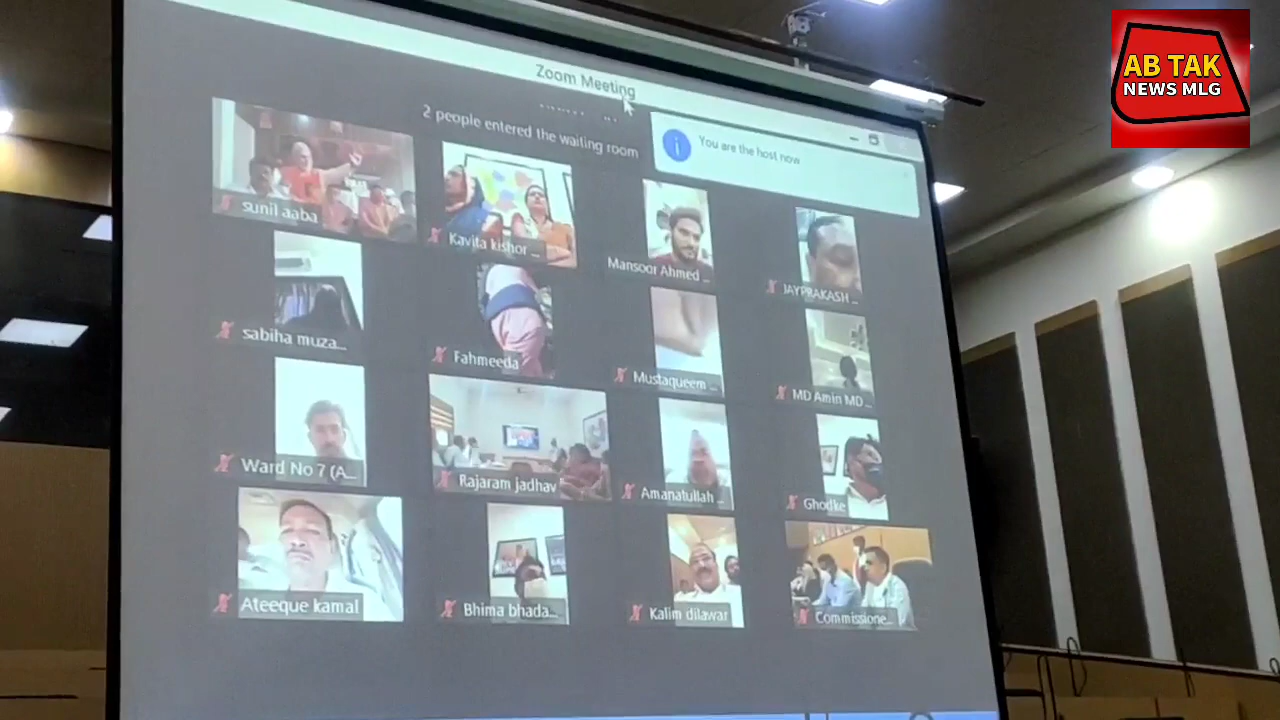 AB TAK
NEWS MLG
Zoom Meeting
2 people entered the waiting room
You are the host now
sunil aaba
Kavita kishor ...
Mansoor Ahmed ...
JAYPRAKASH ...
sabiha muza...
Fahmeeda
Mustaqueem ...
MD Amin MD ...
Ward No 7 (A...
Rajaram jadhav
Amanatullah ...
Ghodke
Ateeque kamal
Bhima bhada...
Kalim dilawar
Commissione...